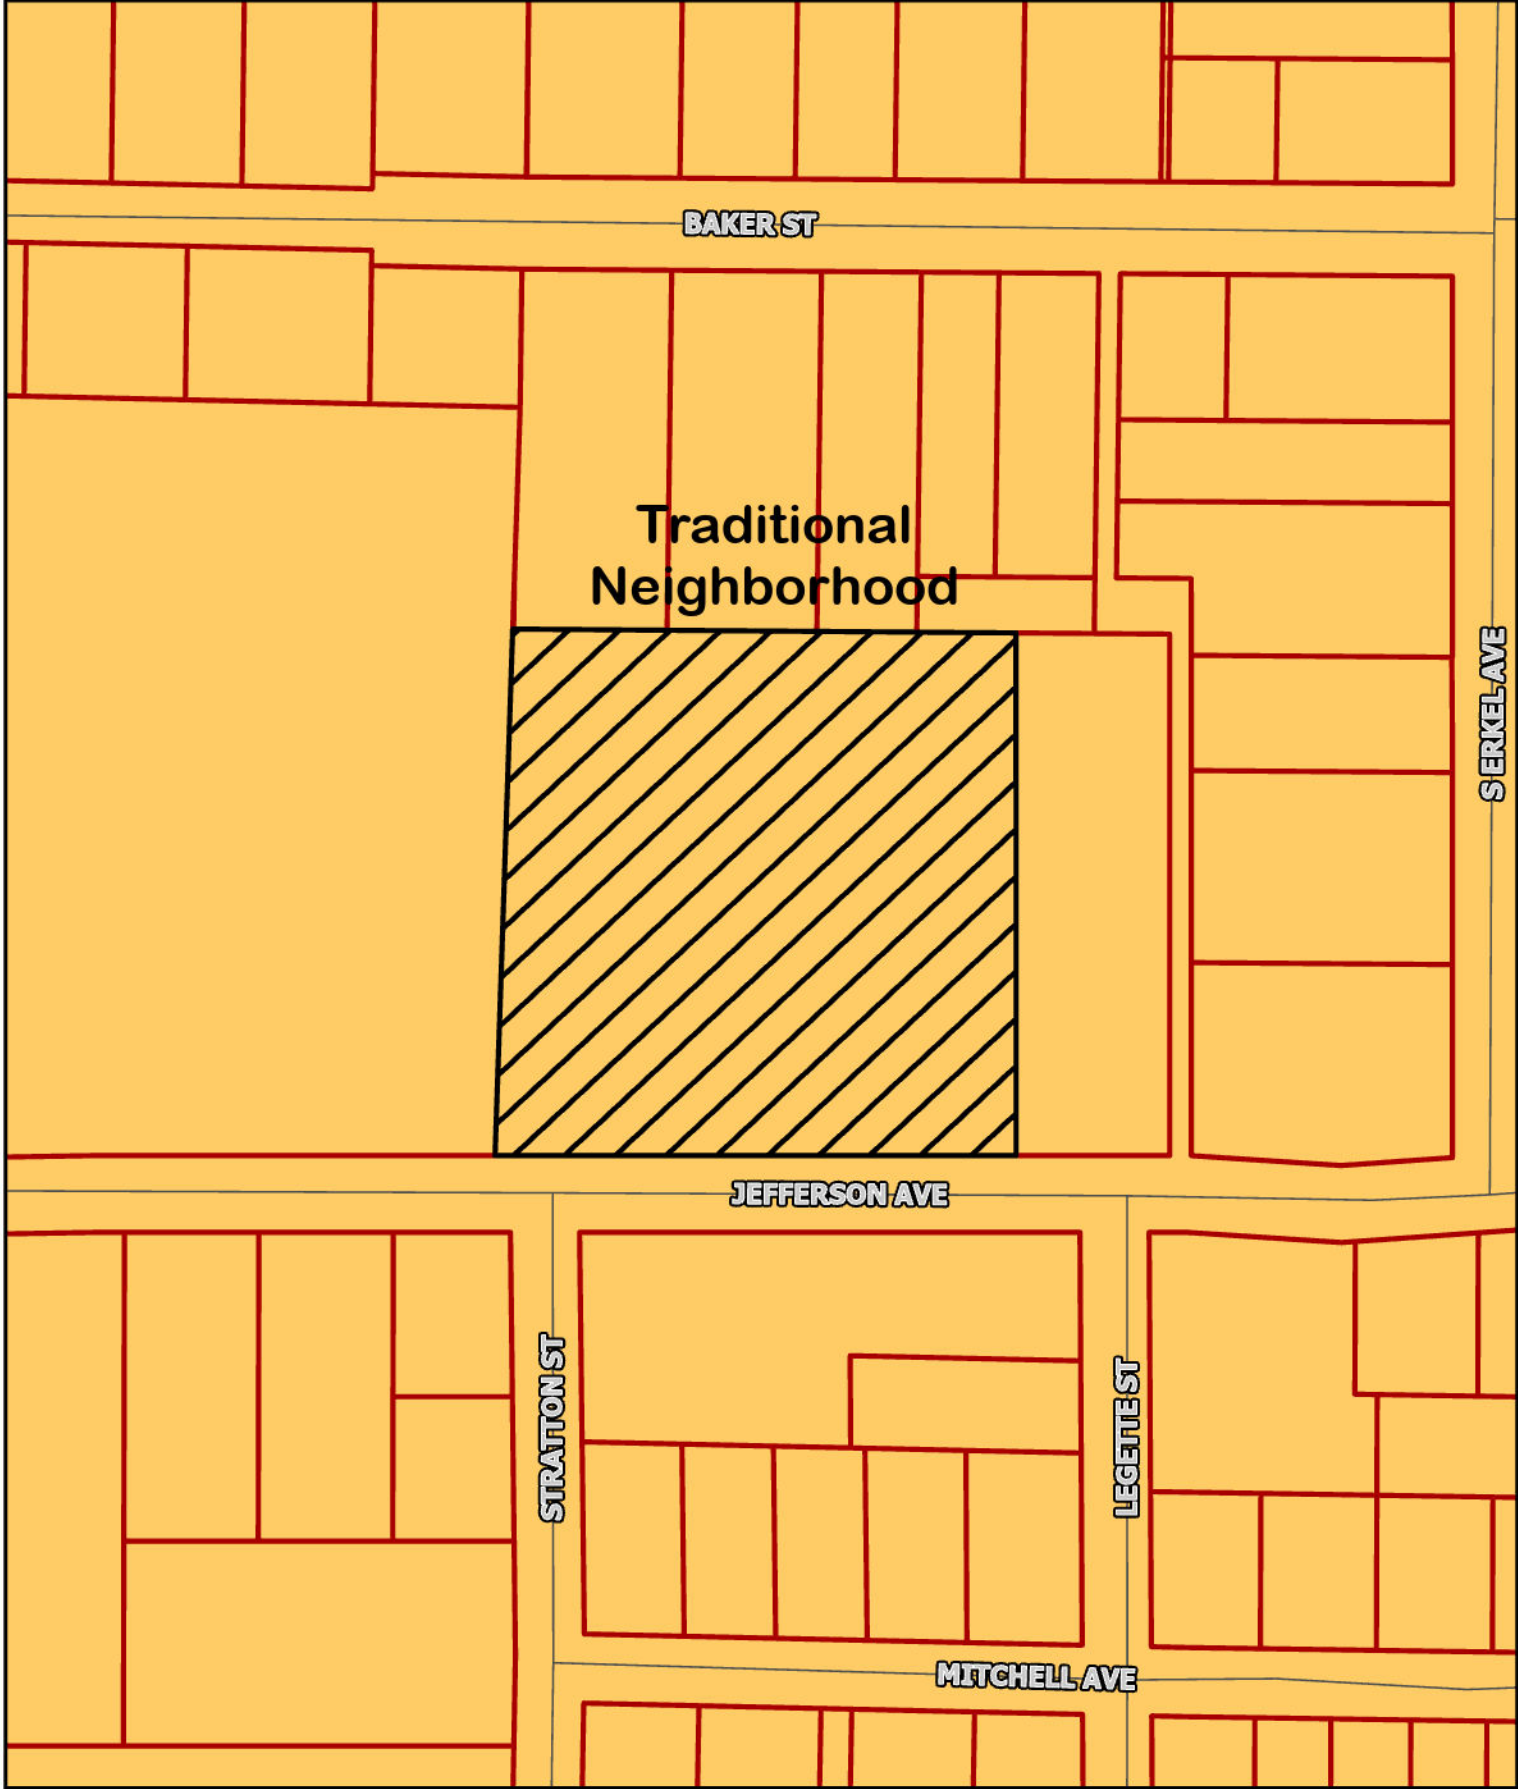 BAKER ST
Traditional
Neighborhood
S ERKEL AVE
JEFFERSON AVE
STRATTON ST
LEGETTE ST
MITCHELL AVE